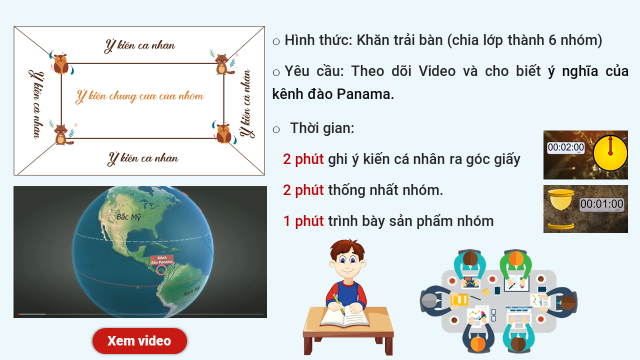 Ý kiến cá nhân
Ý kiến cá nhân
Ý kiến chung của của nhóm
Ý kiến cá nhân
Ý kiến cá nhân
○ Hình thức: Khăn trải bàn (chia lớp thành 6 nhóm)
○ Yêu cầu: Theo dõi Video và cho biết ý nghĩa của
kênh đào Panama.
○ Thời gian:
2 phút ghi ý kiến cá nhân ra góc giấy
2 phút thống nhất nhóm.
1 phút trình bày sản phẩm nhóm
00:02:00
00:01:00
Bắc Mỹ
Kênh
đào Panama
Xem video